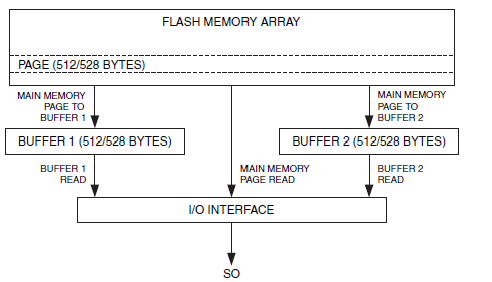 FLASH MEMORY ARRAY
PAGE (512/528 BYTES)
MAIN MEMORY
PAGE TO
BUFFER 1
MAIN MEMORY
PAGE TO
BUFFER 2
BUFFER 1 (512/528 BYTES)
BUFFER 2 (512/528 BYTES)
BUFFER 1
READ
MAIN MEMORY
PAGE READ
BUFFER 2
READ
I/O INTERFACE
SO